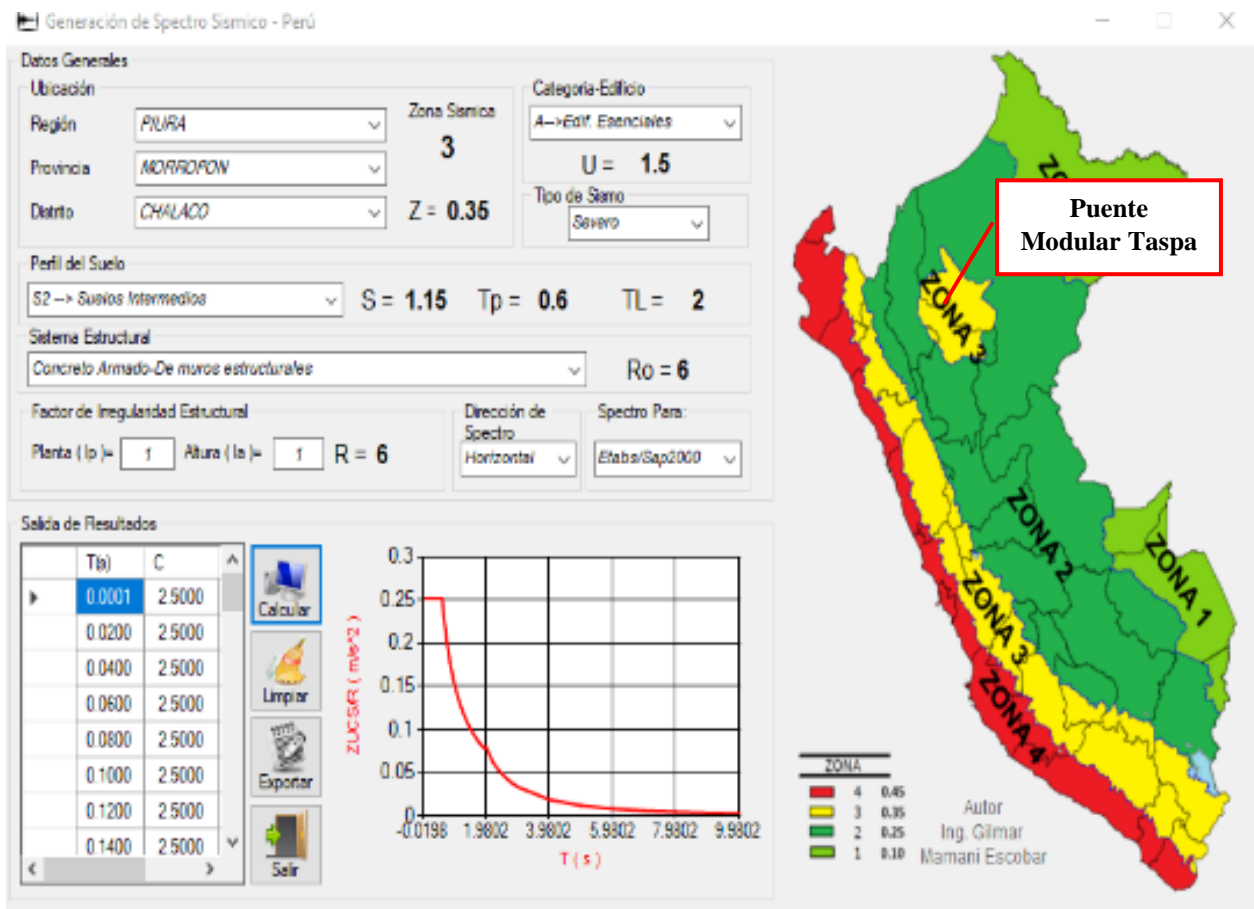 Generación de Spectro Sismico - Perú
Datos Generales
Ubicación
Región PIURA
Provincia MORROPON
Distrito CHALACO
Zona Sismica
3
Z = 0.35
Categoria-Edificio
A-->Edif. Esenciales
U = 1.5
Tipo de Sismo
Severo
Perfil del Suelo
S2 --> Suelos Intermedios
S = 1.15 Tp = 0.6 TL = 2
Sistema Estructural
Concreto Armado-De muros estructurales
Ro = 6
Factor de Irregularidad Estructural
Planta ( Ip )= 1 Altura ( Ia )= 1 R = 6
Dirección de
Spectro
Horizontal
Spectro Para:
Etabs/Sap2000
Salida de Resultados
T(s) C
0.0001 2.5000
0.0200 2.5000
0.0400 2.5000
0.0600 2.5000
0.0800 2.5000
0.1000 2.5000
0.1200 2.5000
0.1400 2.5000
Calcular
Limpiar
Exportar
Salir
ZUCS/R ( m/s^2 )
0.3
0.25
0.2
0.15
0.1
0.05
0
-0.0198 1.9802 3.9802 5.9802 7.9802 9.9802
T ( s )
Puente
Modular Taspa
ZONA 3
ZONA 2
ZONA 1
ZONA 3
ZONA 4
ZONA
4 0.45
3 0.35
2 0.25
1 0.10
Autor
Ing. Gilmar
Mamani Escobar